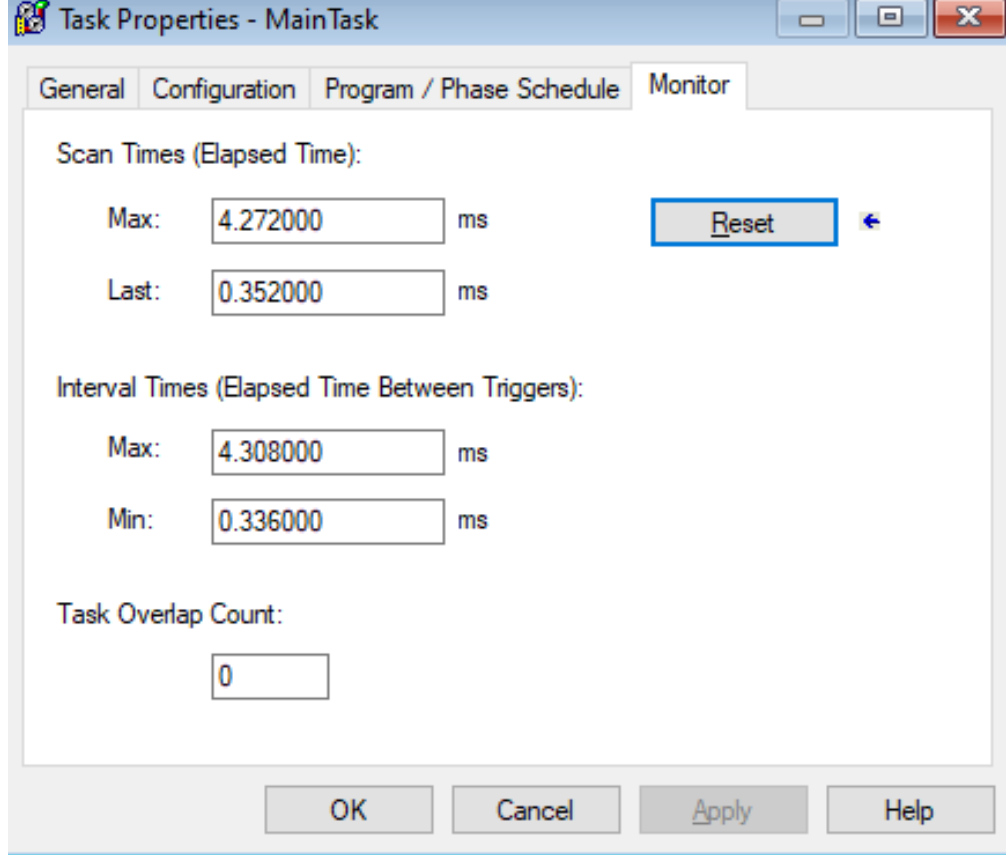 Task Properties - MainTask
General Configuration Program / Phase Schedule Monitor
Scan Times (Elapsed Time):
Max: 4.272000 ms Reset
Last: 0.352000 ms
Interval Times (Elapsed Time Between Triggers):
Max: 4.308000 ms
Min: 0.336000 ms
Task Overlap Count:
0
OK Cancel Apply Help